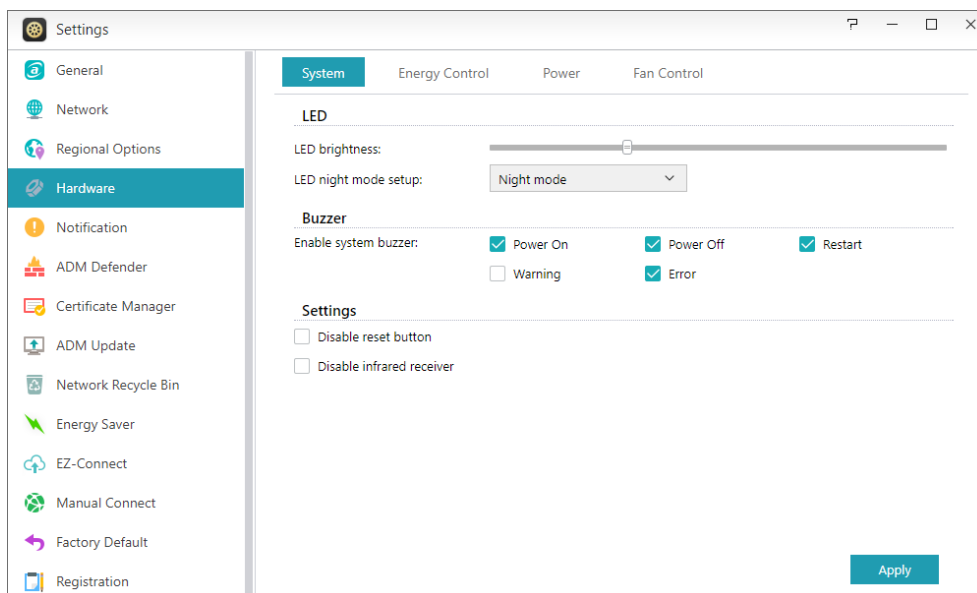 Settings
General
Network
Regional Options
Hardware
Notification
ADM Defender
Certificate Manager
ADM Update
Network Recycle Bin
Energy Saver
EZ-Connect
Manual Connect
Factory Default
Registration
System Energy Control Power Fan Control
LED
LED brightness:
LED night mode setup: Night mode
Buzzer
Enable system buzzer: Power On Power Off Restart
Warning Error
Settings
Disable reset button
Disable infrared receiver
Apply